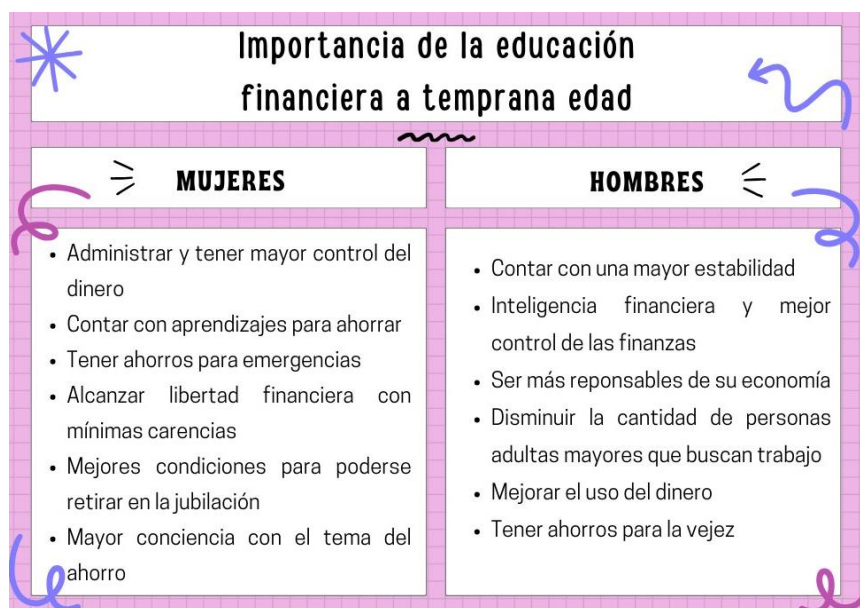 Importancia de la educación
financiera a temprana edad
MUJERES
• Administrar y tener mayor control del
dinero
• Contar con aprendizajes para ahorrar
• Tener ahorros para emergencias
• Alcanzar libertad financiera con
mínimas carencias
• Mejores condiciones para poderse
retirar en la jubilación
• Mayor conciencia con el tema del
ahorro
HOMBRES
• Contar con una mayor estabilidad
• Inteligencia financiera y mejor
control de las finanzas
• Ser más reponsables de su economía
• Disminuir la cantidad de personas
adultas mayores que buscan trabajo
• Mejorar el uso del dinero
• Tener ahorros para la vejez